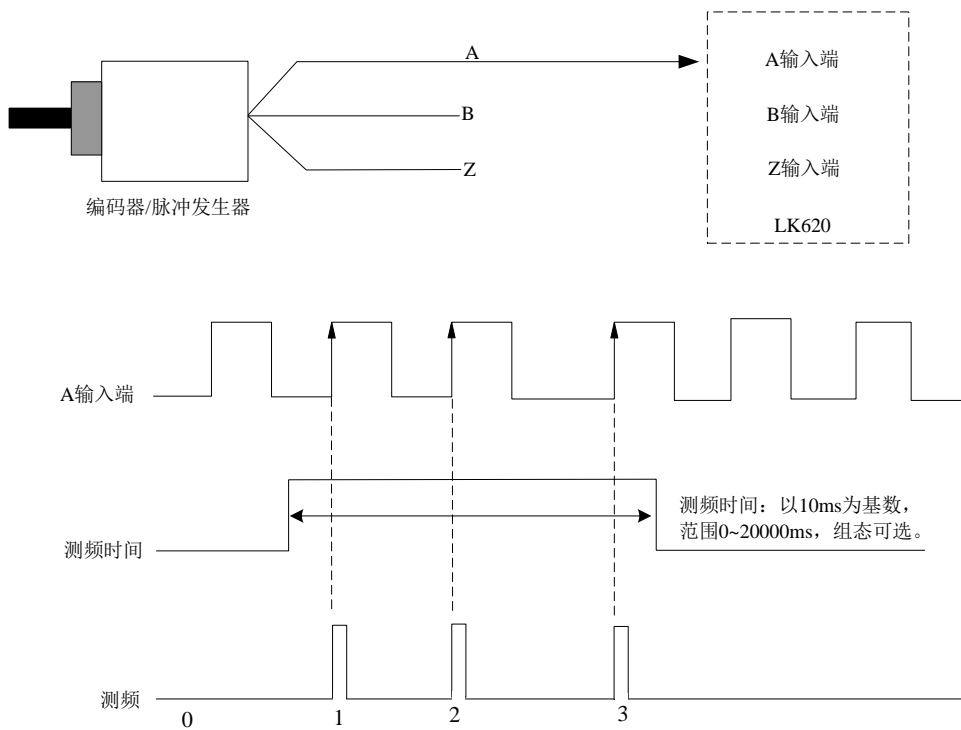 A
A输入端
B
B输入端
Z
Z输入端
编码器/脉冲发生器
LK620
A输入端
测频时间：以10ms为基数，
范围0~20000ms，组态可选。
测频时间
测频
0
1
2
3